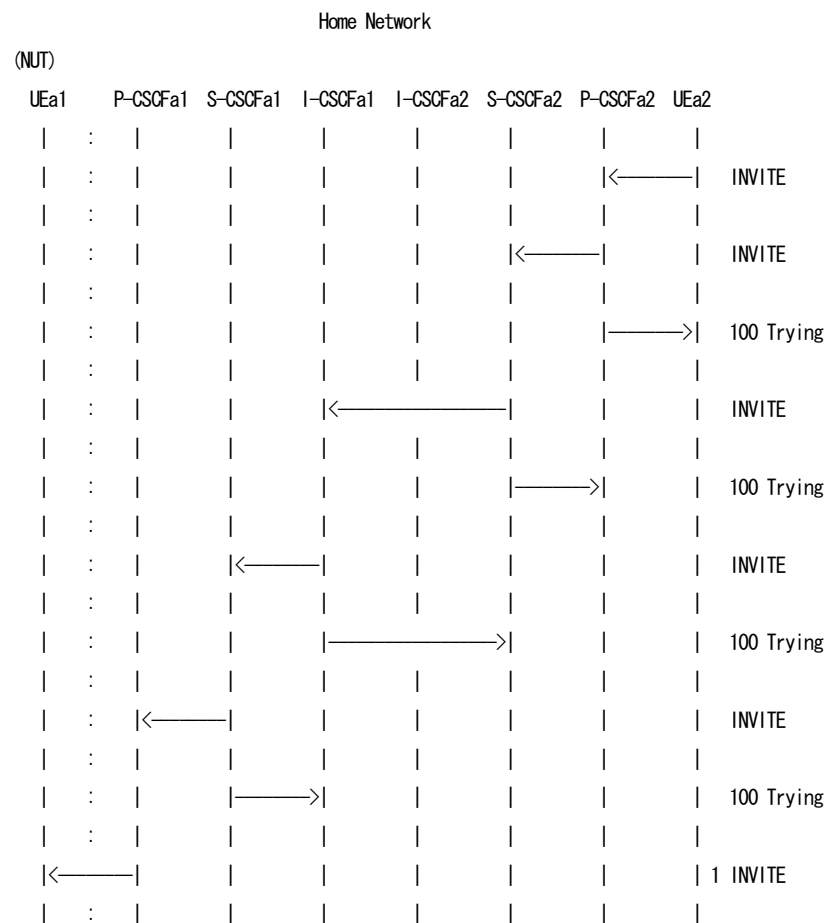 Home Network
(NUT)
UEa1 P-CSCFa1 S-CSCFa1 I-CSCFa1 I-CSCFa2 S-CSCFa2 P-CSCFa2 UEa2
| : | | | | | | |
| : | | | | | |<-------| INVITE
| : | | | | | | |
| : | | | | |<-------| | INVITE
| : | | | | | | |
| : | | | | | |------->| 100 Trying
| : | | | | | | |
| : | | |<----------------| | | INVITE
| : | | | | | | |
| : | | | | |------->| | 100 Trying
| : | | | | | | |
| : | |<-------| | | | | INVITE
| : | | | | | | |
| : | | |---------------->| | | 100 Trying
| : | | | | | | |
| : |<-------| | | | | | INVITE
| : | | | | | | |
| : | |------->| | | | | 100 Trying
| : | | | | | | |
|<-------| | | | | | | 1 INVITE
| : | | | | | | |